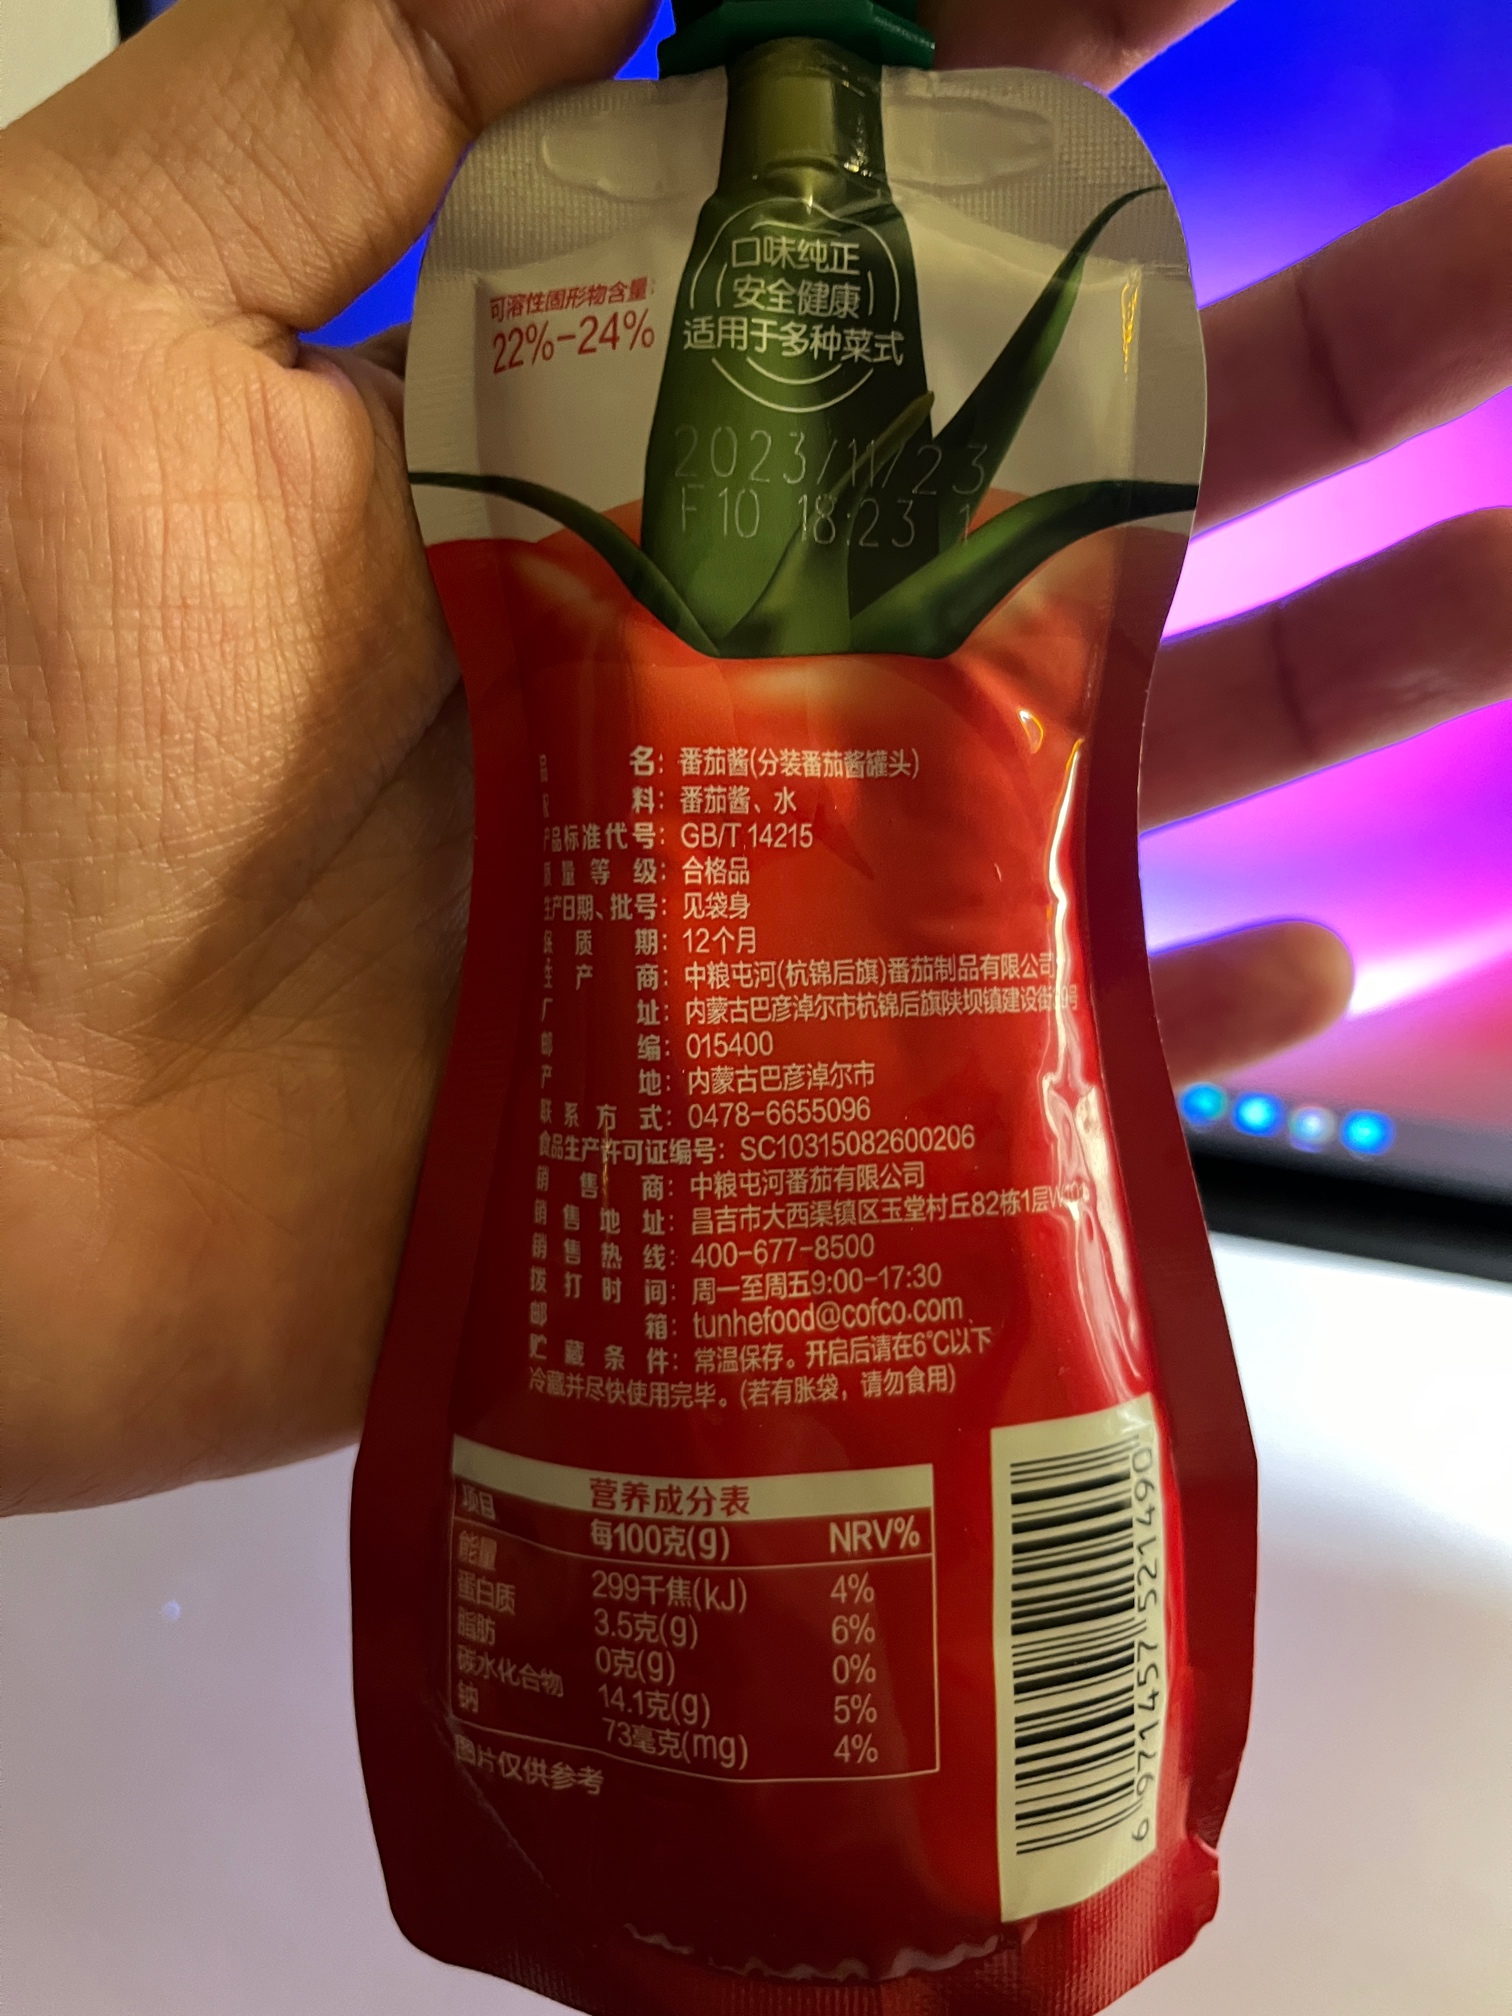 可溶性固形物含量:
22%-24%
口味纯正
安全健康
适用于多种菜式
2023/11/23
F10 18:23 1
品名：番茄酱(分装番茄酱罐头)
料：番茄酱、水
产品标准代号：GB/T 14215
质量等级：合格品
生产日期、批号：见袋身
保质期：12个月
生产商：中粮屯河(杭锦后旗)番茄制品有限公司
厂址：内蒙古巴彦淖尔市杭锦后旗陕坝镇建设街
邮编：015400
产地：内蒙古巴彦淖尔市
联系方式：0478-6655096
食品生产许可证编号：SC10315082600206
销售商：中粮屯河番茄有限公司
销售地址：昌吉市大西渠镇区玉堂村丘82栋1层
销售热线：400-677-8500
拨打时间：周一至周五9:00-17:30
邮箱：tunhefood@cofco.com
贮藏条件：常温保存。开启后请在6℃以下
冷藏并尽快使用完毕。(若有胀袋，请勿食用)
营养成分表
项目 每100克(g) NRV%
能量 299千焦(kJ) 4%
蛋白质 3.5克(g) 6%
脂肪 0克(g) 0%
碳水化合物 14.1克(g) 5%
钠 73毫克(mg) 4%
图片仅供参考
6 971457 521490